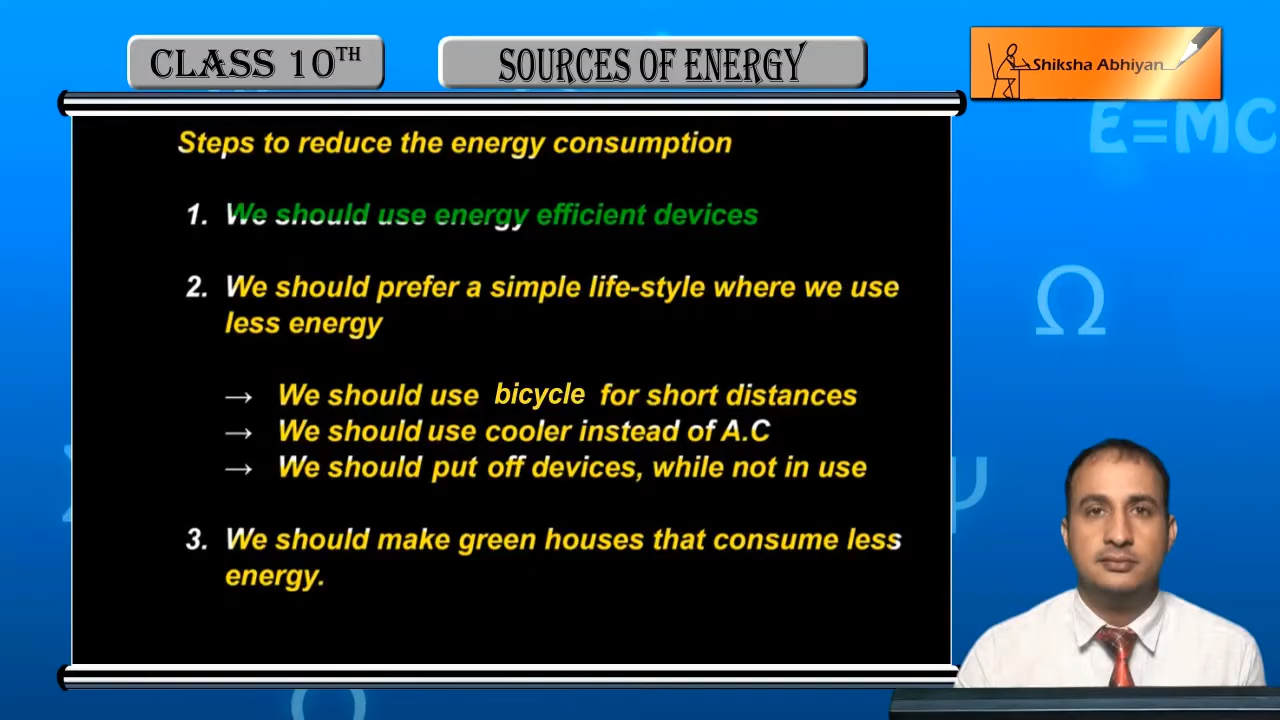 CLASS 10TH
SOURCES OF ENERGY
Shiksha Abhiyan
E=MC
Steps to reduce the energy consumption
1. We should use energy efficient devices
2. We should prefer a simple life-style where we use
less energy
→ We should use bicycle for short distances
→ We should use cooler instead of A.C
→ We should put off devices, while not in use
3. We should make green houses that consume less
energy.
Ω
Ψ
Ω